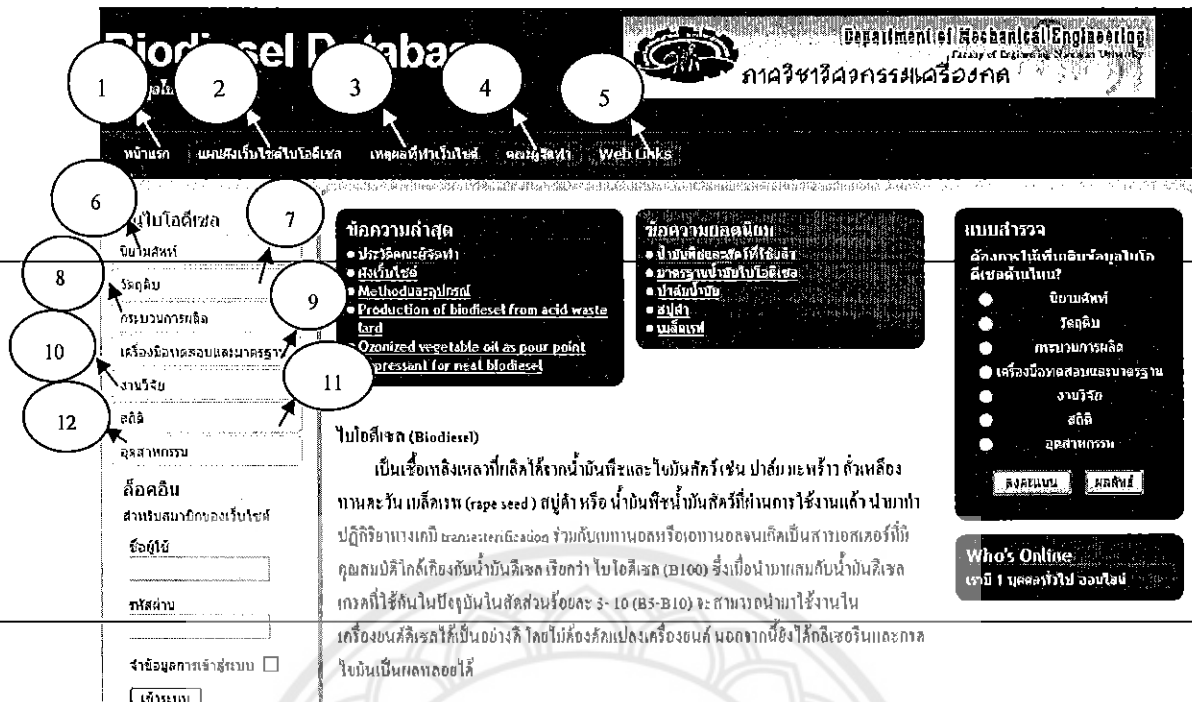 Biodiesel Database
Department of Mechanical Engineering
Faculty of Engineering Naresuan University
ภาควิชาวิศวกรรมเครื่องกล
1
2
3
4
5
หน้าแรก แผนผังเว็บไซต์ไบโอดีเซล เหตุผลที่ทำเว็บไซต์ คณะผู้จัดทำ Web Links
6
7
8
9
10
11
12
ไบโอดีเซล
นิยามศัพท์
วัตถุดิบ
กระบวนการผลิต
เครื่องมือทดสอบและมาตรฐาน
งานวิจัย
สถิติ
อุตสาหกรรม
ล็อคอิน
สำหรับสมาชิกของเว็บไซต์
ชื่อผู้ใช้
รหัสผ่าน
จำข้อมูลการเข้าสู่ระบบ
เข้าระบบ
ข้อความล่าสุด
ประวัติคณะผู้จัดทำ
ผังเว็บไซต์
Methodและอุปกรณ์
Production of biodiesel from acid waste
lard
Ozonized vegetable oil as pour point
depressant for neat biodiesel
ข้อความยอดนิยม
น้ำมันพืชและสัตว์ที่ใช้แล้ว
มาตรฐานน้ำมันไบโอดีเซล
ปาล์มน้ำมัน
สบู่ดำ
เมล็ดเรพ
ไบโอดีเซล (Biodiesel)
เป็นเชื้อเพลิงเหลวที่ผลิตได้จากน้ำมันพืชและไขมันสัตว์ เช่น ปาล์ม มะพร้าว ถั่วเหลือง
ทานตะวัน เมล็ดเรพ (rape seed ) สบู่ดำ หรือ น้ำมันพืชน้ำมันสัตว์ที่ผ่านการใช้งานแล้ว นำมาทำ
ปฏิกิริยาทางเคมี transesterification ร่วมกับเมทานอลหรือเอทานอลจนเกิดเป็นสารเอสเตอร์ที่มี
คุณสมบัติใกล้เคียงกับน้ำมันดีเซล เรียกว่า ไบโอดีเซล (B100) ซึ่งเมื่อนำมาผสมกับน้ำมันดีเซล
เกรดที่ใช้กันในปัจจุบันในสัดส่วนร้อยละ 5- 10 (B5-B10) จะสามารถนำมาใช้งานใน
เครื่องยนต์ดีเซลได้เป็นอย่างดี โดยไม่ต้องดัดแปลงเครื่องยนต์ นอกจากนี้ยังได้กลีเซอรีนและกรด
ไขมันเป็นผลพลอยได้
แบบสำรวจ
ต้องการให้ที่เพิ่มข้อมูลไบโอ
ดีเซลด้านไหน?
นิยามศัพท์
วัตถุดิบ
กระบวนการผลิต
เครื่องมือทดสอบและมาตรฐาน
งานวิจัย
สถิติ
อุตสาหกรรม
ลงคะแนน ผลลัพธ์
Who's Online
เรามี 1 บุคคลทั่วไป ออนไลน์